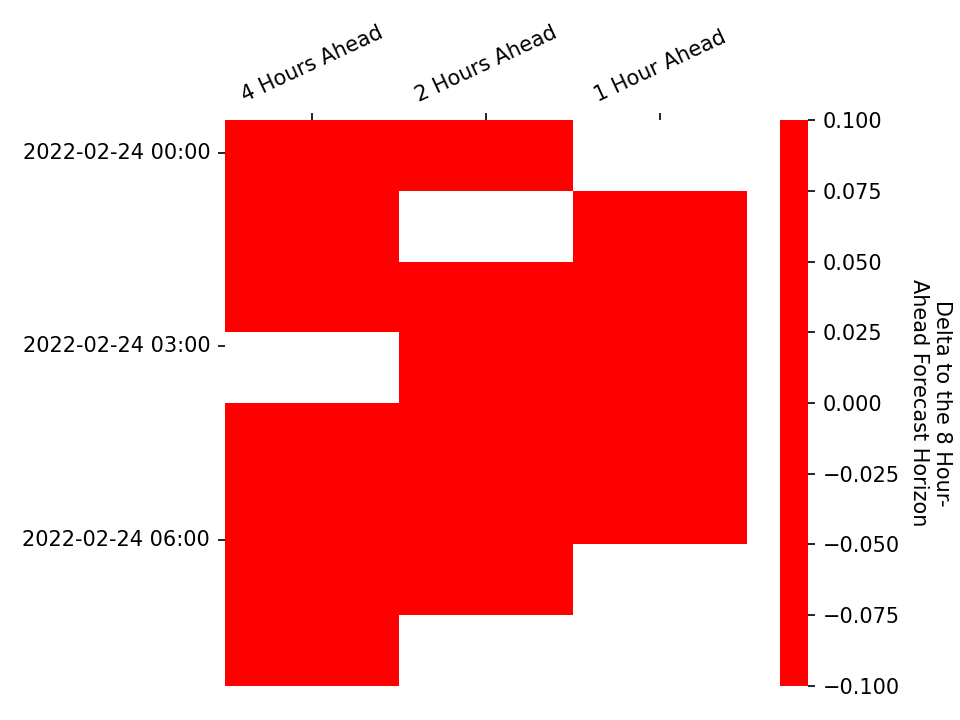 4 Hours Ahead
2 Hours Ahead
1 Hour Ahead
2022-02-24 00:00
2022-02-24 03:00
2022-02-24 06:00
0.100
0.075
0.050
0.025
0.000
−0.025
−0.050
−0.075
−0.100
Delta to the 8 Hour-
Ahead Forecast Horizon